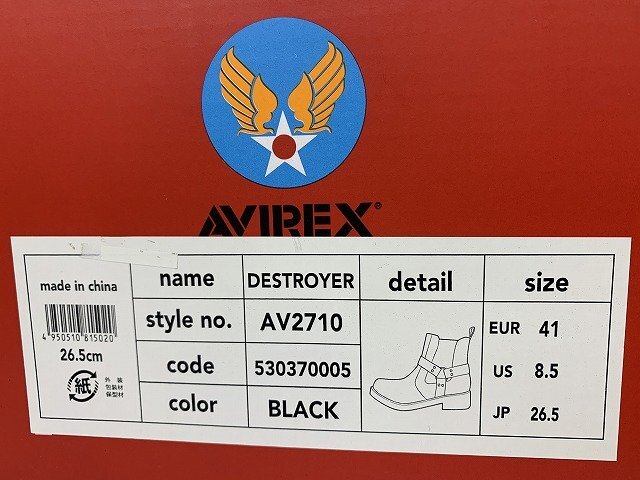 AVIREX®
made in china
4 950510 815020
26.5cm
紙
外装
包装材
保型材
name DESTROYER
style no. AV2710
code 530370005
color BLACK
detail
size
EUR 41
US 8.5
JP 26.5